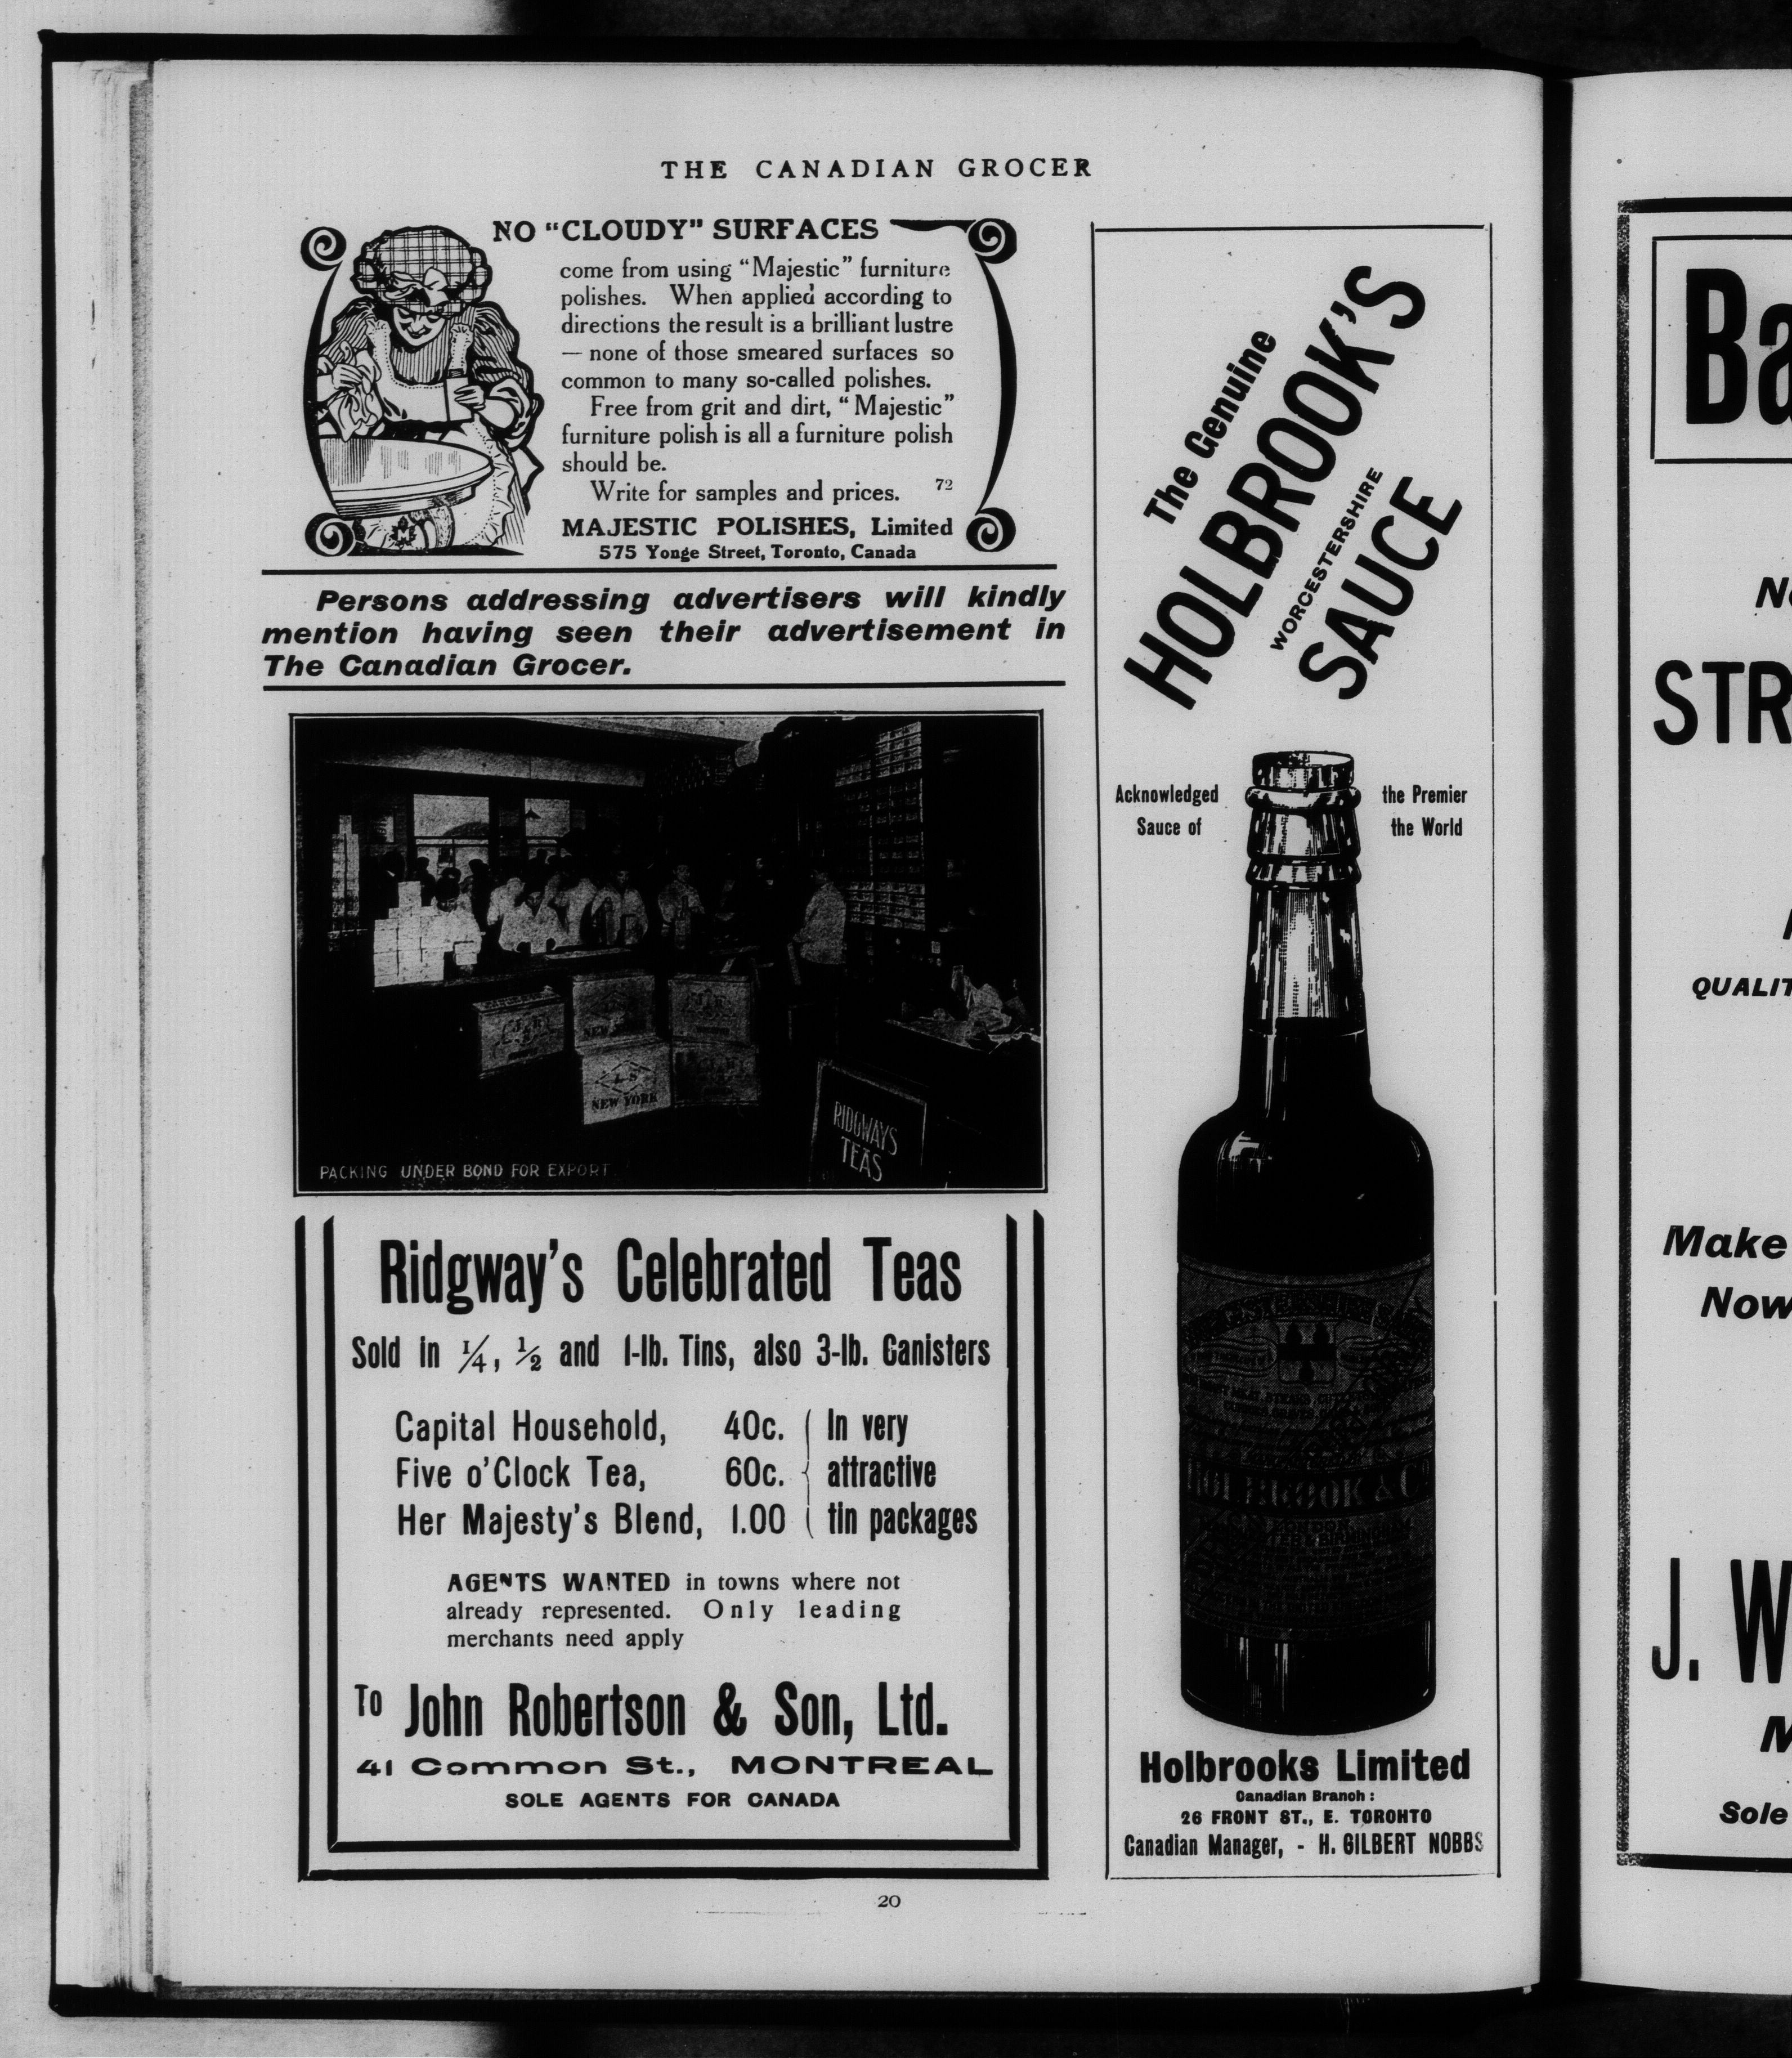 THE CANADIAN GROCER
NO “CLOUDY” SURFACES
come from using “Majestic” furniture
polishes. When applied according to
directions the result is a brilliant lustre
— none of those smeared surfaces so
common to many so-called polishes.
Free from grit and dirt, “Majestic”
furniture polish is all a furniture polish
should be.
Write for samples and prices. 72
MAJESTIC POLISHES, Limited
575 Yonge Street, Toronto, Canada
Persons addressing advertisers will kindly
mention having seen their advertisement in
The Canadian Grocer.
NEW YORK
RIDGWAYS
TEAS
PACKING UNDER BOND FOR EXPORT
Ridgway's Celebrated Teas
Sold in ¼, ½ and 1-lb. Tins, also 3-lb. Canisters
Capital Household, 40c. In very
Five o'Clock Tea, 60c. attractive
Her Majesty's Blend, 1.00 tin packages
AGENTS WANTED in towns where not
already represented. Only leading
merchants need apply
To John Robertson & Son, Ltd.
41 Common St., MONTREAL
SOLE AGENTS FOR CANADA
The Genuine
HOLBROOK'S
WORCESTERSHIRE
SAUCE
Acknowledged the Premier
Sauce of the World
HOLBROOK & CO
Holbrooks Limited
Canadian Branch :
26 FRONT ST., E. TORONTO
Canadian Manager, - H. GILBERT NOBBS
20
Ba
STR
QUALIT
Make
Now
J. W
Sole